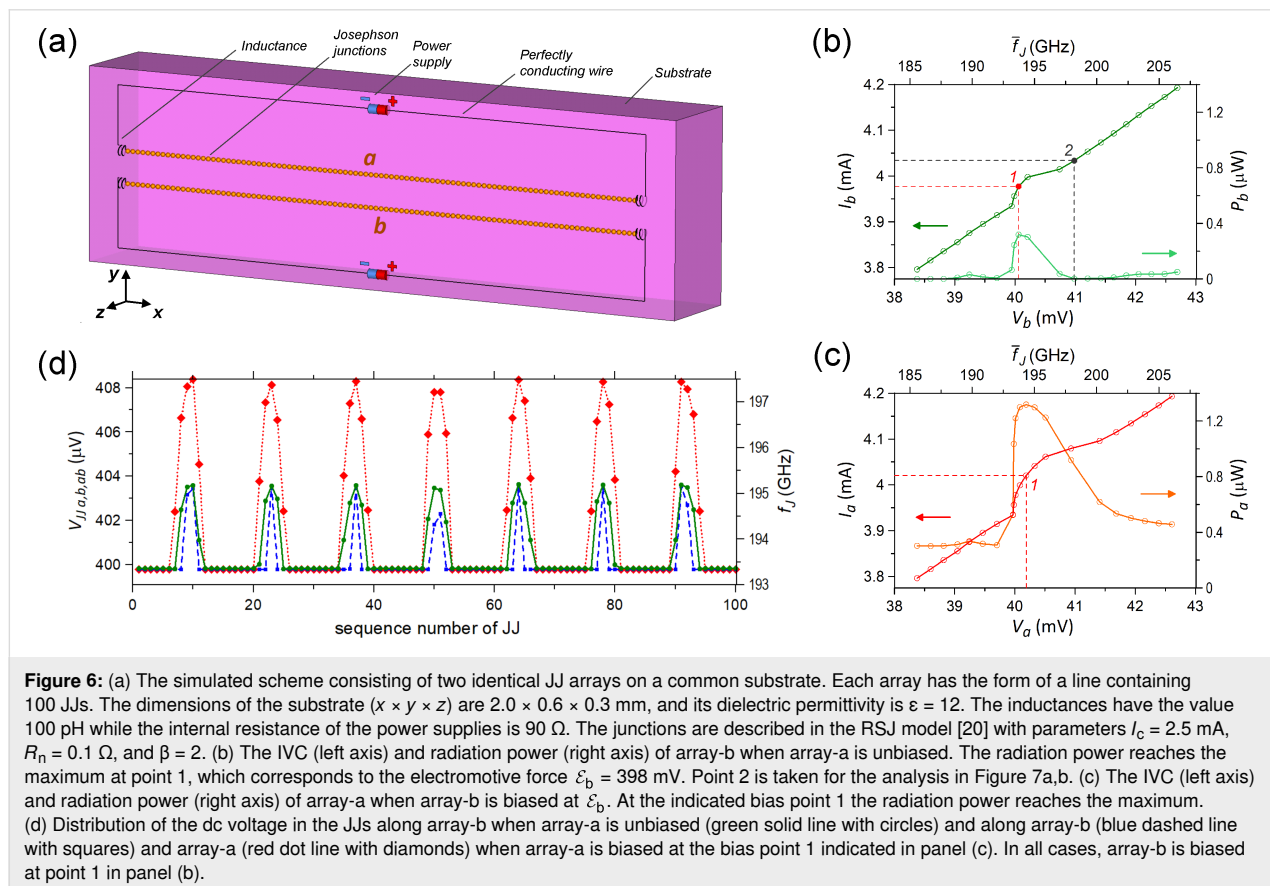 (a)
Inductance
Josephson
junctions
Power
supply
Perfectly
conducting wire
Substrate
− +
a
b
− +
y
z
x
(b)
f̄_J (GHz)
185 190 195 200 205
4.2
4.1
4
3.9
3.8
I_b (mA)
1
2
1.2
0.8
0.4
0
P_b (μW)
38 39 40 41 42 43
V_b (mV)
(c)
f̄_J (GHz)
185 190 195 200 205
4.2
4.1
4
3.9
3.8
I_a (mA)
1
1.2
0.8
0.4
0
P_a (μW)
38 39 40 41 42 43
V_a (mV)
(d)
408
406
404
402
400
V_JJ a,b,ab (μV)
197
196
195
194
193
f_J (GHz)
0 20 40 60 80 100
sequence number of JJ
Figure 6: (a) The simulated scheme consisting of two identical JJ arrays on a common substrate. Each array has the form of a line containing
100 JJs. The dimensions of the substrate (x × y × z) are 2.0 × 0.6 × 0.3 mm, and its dielectric permittivity is ε = 12. The inductances have the value
100 pH while the internal resistance of the power supplies is 90 Ω. The junctions are described in the RSJ model [20] with parameters I_c = 2.5 mA,
R_n = 0.1 Ω, and β = 2. (b) The IVC (left axis) and radiation power (right axis) of array-b when array-a is unbiased. The radiation power reaches the
maximum at point 1, which corresponds to the electromotive force ℰ_b = 398 mV. Point 2 is taken for the analysis in Figure 7a,b. (c) The IVC (left axis)
and radiation power (right axis) of array-a when array-b is biased at ℰ_b. At the indicated bias point 1 the radiation power reaches the maximum.
(d) Distribution of the dc voltage in the JJs along array-b when array-a is unbiased (green solid line with circles) and along array-b (blue dashed line
with squares) and array-a (red dot line with diamonds) when array-a is biased at the bias point 1 indicated in panel (c). In all cases, array-b is biased
at point 1 in panel (b).